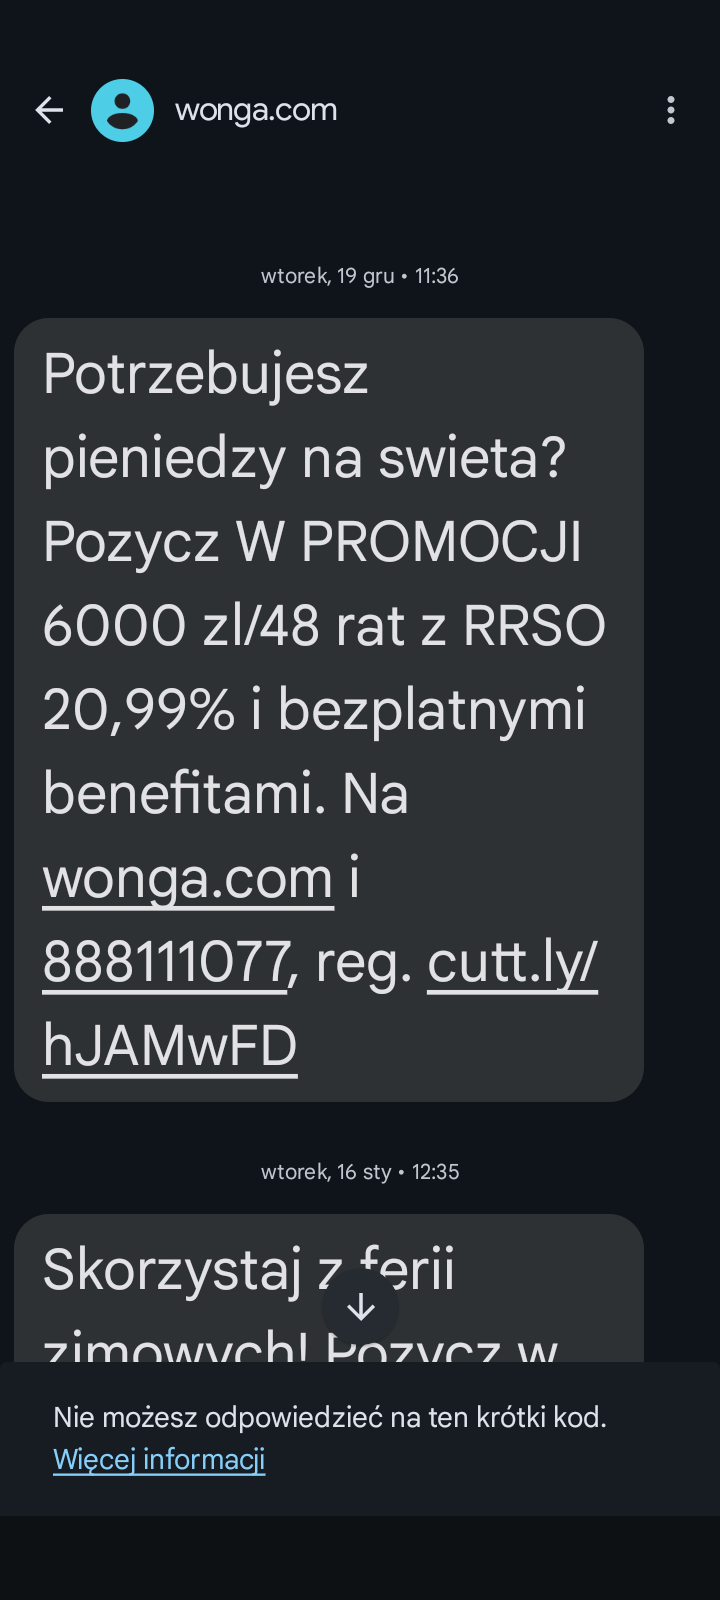 wonga.com
wtorek, 19 gru • 11:36
Potrzebujesz
pieniedzy na swieta?
Pozycz W PROMOCJI
6000 zl/48 rat z RRSO
20,99% i bezplatnymi
benefitami. Na
wonga.com i
888111077, reg. cutt.ly/
hJAMwFD
wtorek, 16 sty • 12:35
Skorzystaj z ferii
zimowych! Pozycz w
Nie możesz odpowiedzieć na ten krótki kod.
Więcej informacji